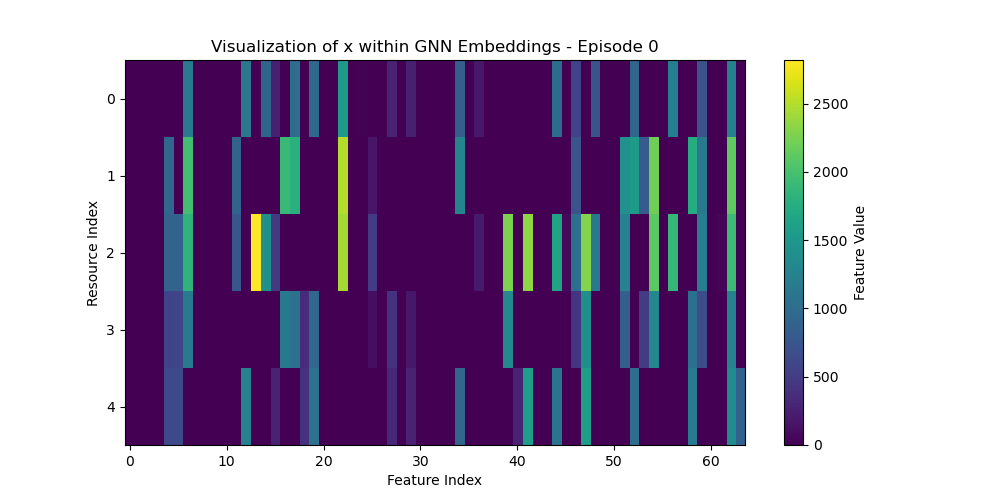 Visualization of x within GNN Embeddings - Episode 0
Resource Index
0
1
2
3
4
0 10 20 30 40 50 60
Feature Index
2500
2000
1500
1000
500
0
Feature Value